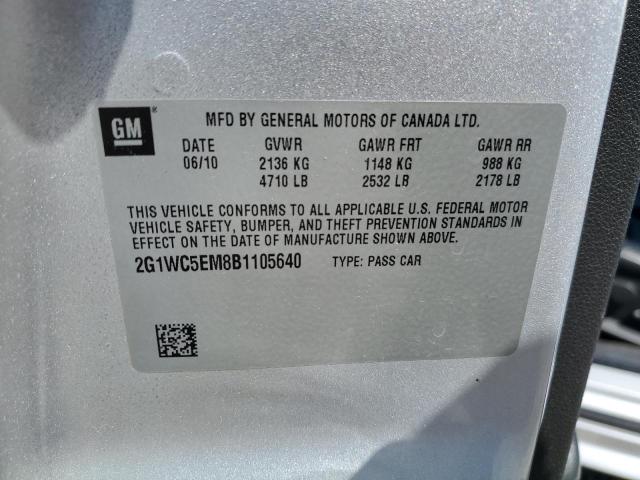 GM®
MFD BY GENERAL MOTORS OF CANADA LTD.
DATE GVWR GAWR FRT GAWR RR
06/10 2136 KG 1148 KG 988 KG
4710 LB 2532 LB 2178 LB
THIS VEHICLE CONFORMS TO ALL APPLICABLE U.S. FEDERAL MOTOR
VEHICLE SAFETY, BUMPER, AND THEFT PREVENTION STANDARDS IN
EFFECT ON THE DATE OF MANUFACTURE SHOWN ABOVE.
2G1WC5EM8B1105640 TYPE: PASS CAR